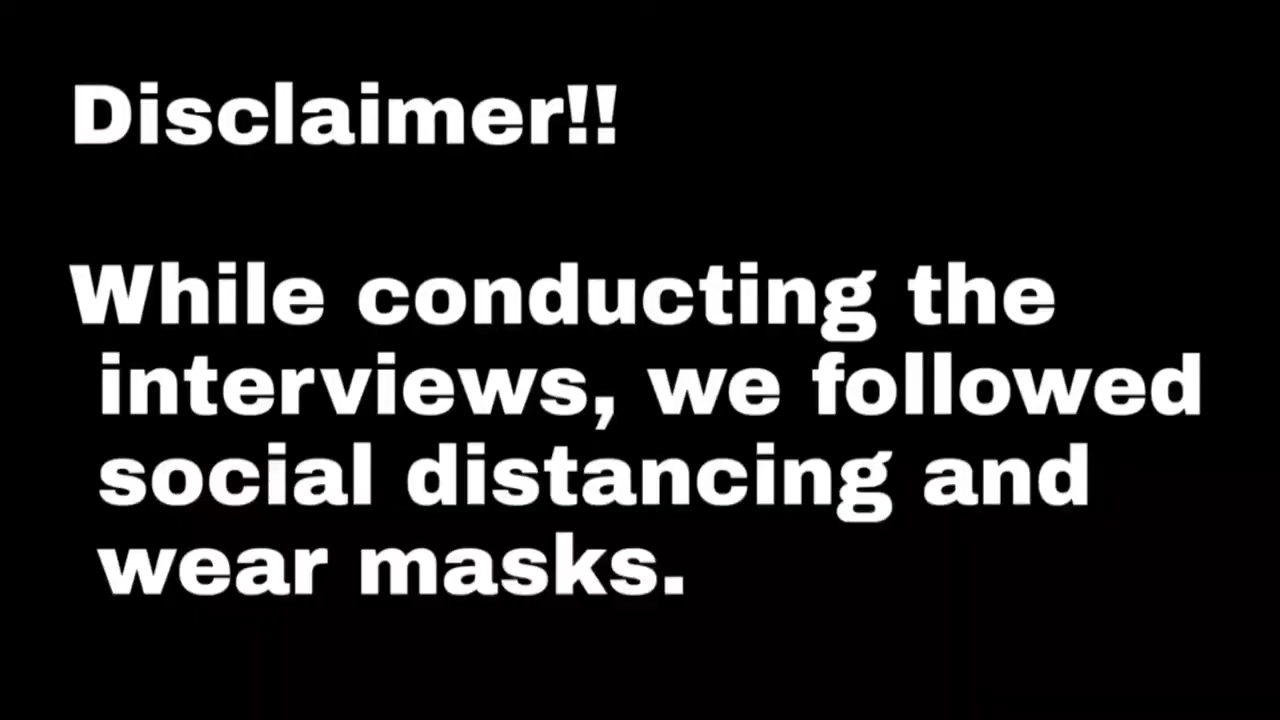 Disclaimer!!
While conducting the
interviews, we followed
social distancing and
wear masks.